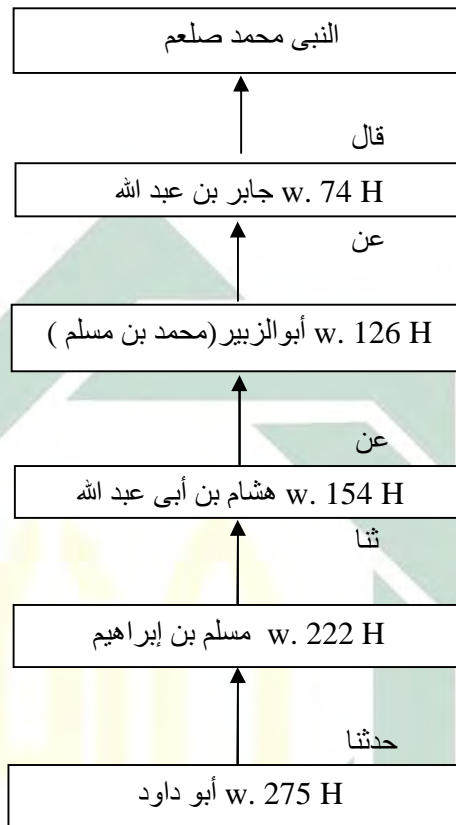 النبى محمد صلعم
قال
جابر بن عبد الله w. 74 H
عن
أبوالزبير(محمد بن مسلم ) w. 126 H
عن
هشام بن أبى عبد الله w. 154 H
ثنا
مسلم بن إبراهيم w. 222 H
حدثنا
أبو داود w. 275 H